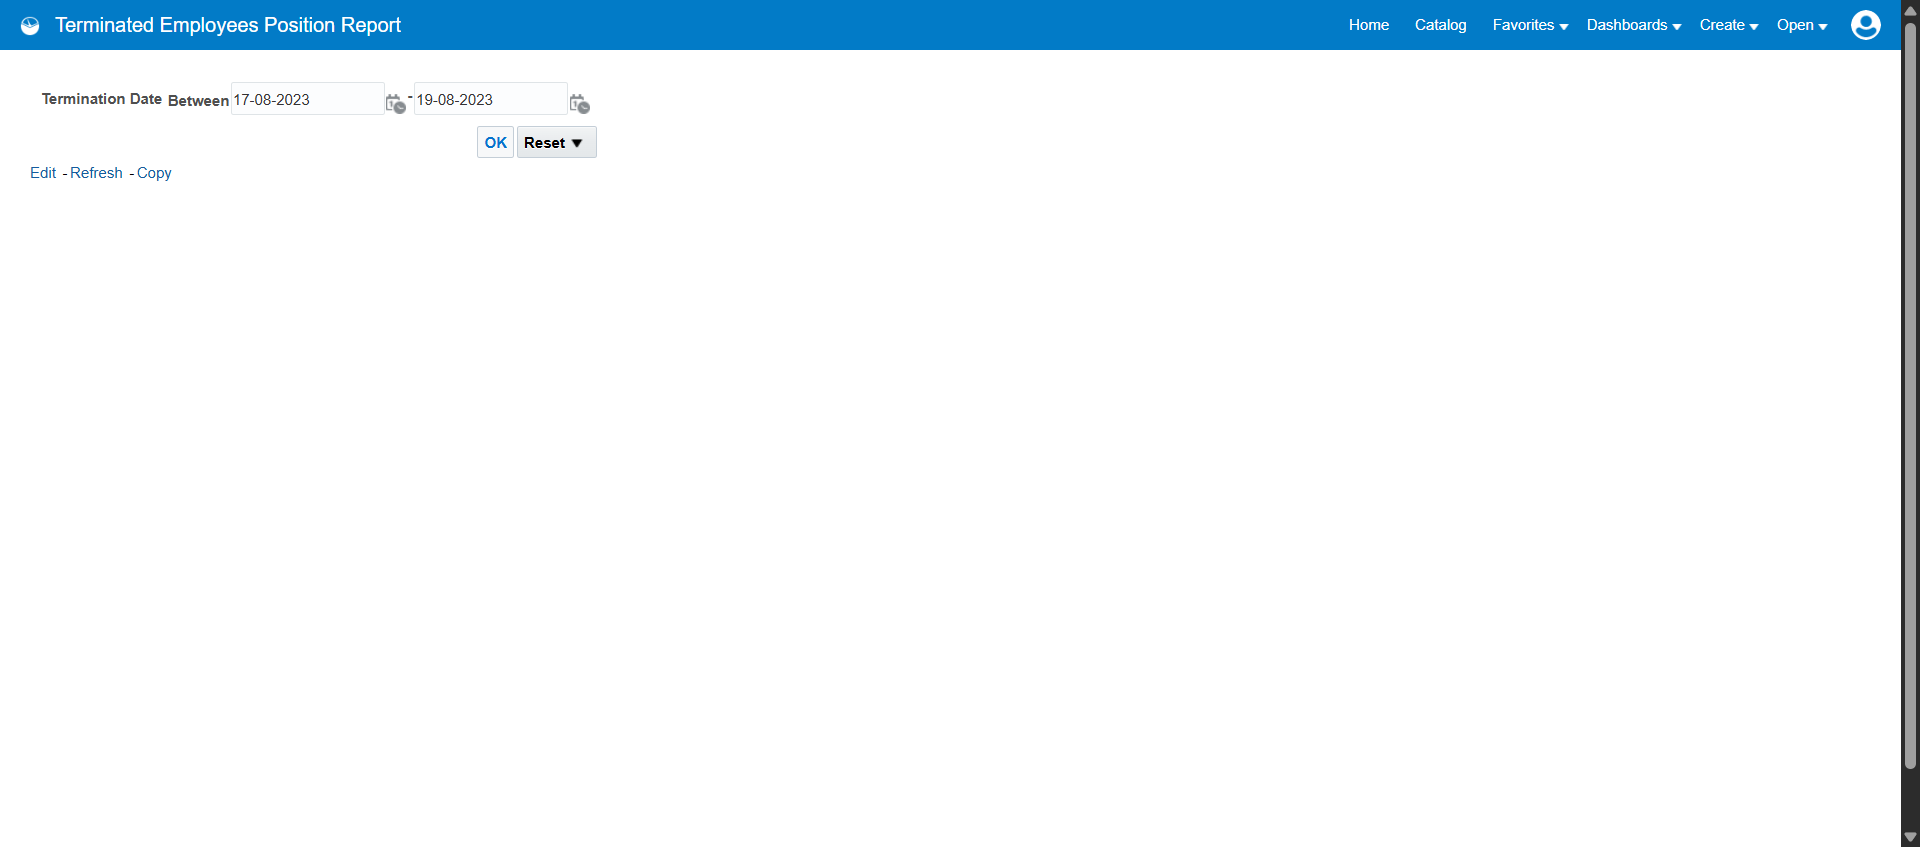 Terminated Employees Position Report
Home Catalog Favorites Dashboards Create Open
Termination Date Between 17-08-2023 - 19-08-2023
OK Reset
Edit - Refresh - Copy